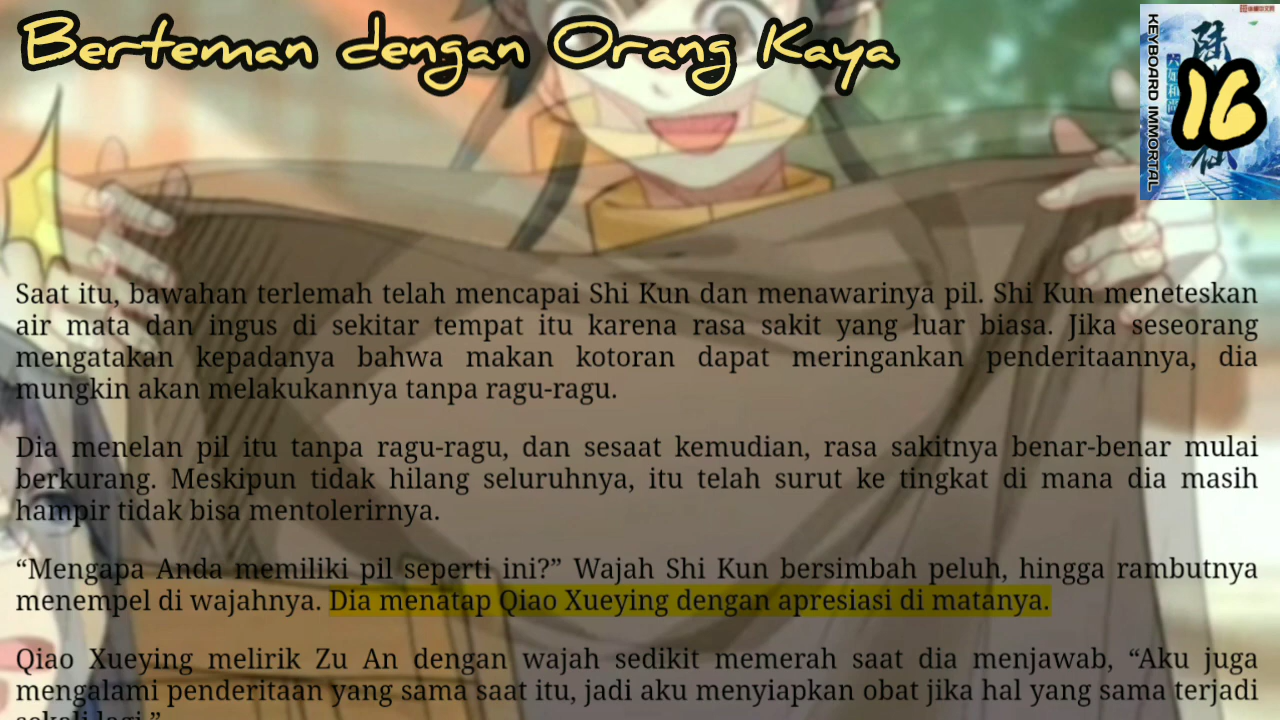 Berteman dengan Orang Kaya
KEYBOARD IMMORTAL
16
Saat itu, bawahan terlemah telah mencapai Shi Kun dan menawarinya pil. Shi Kun meneteskan
air mata dan ingus di sekitar tempat itu karena rasa sakit yang luar biasa. Jika seseorang
mengatakan kepadanya bahwa makan kotoran dapat meringankan penderitaannya, dia
mungkin akan melakukannya tanpa ragu-ragu.
Dia menelan pil itu tanpa ragu-ragu, dan sesaat kemudian, rasa sakitnya benar-benar mulai
berkurang. Meskipun tidak hilang seluruhnya, itu telah surut ke tingkat di mana dia masih
hampir tidak bisa mentolerirnya.
“Mengapa Anda memiliki pil seperti ini?” Wajah Shi Kun bersimbah peluh, hingga rambutnya
menempel di wajahnya. Dia menatap Qiao Xueying dengan apresiasi di matanya.
Qiao Xueying melirik Zu An dengan wajah sedikit memerah saat dia menjawab, “Aku juga
mengalami penderitaan yang sama saat itu, jadi aku menyiapkan obat jika hal yang sama terjadi
sekali lagi.”